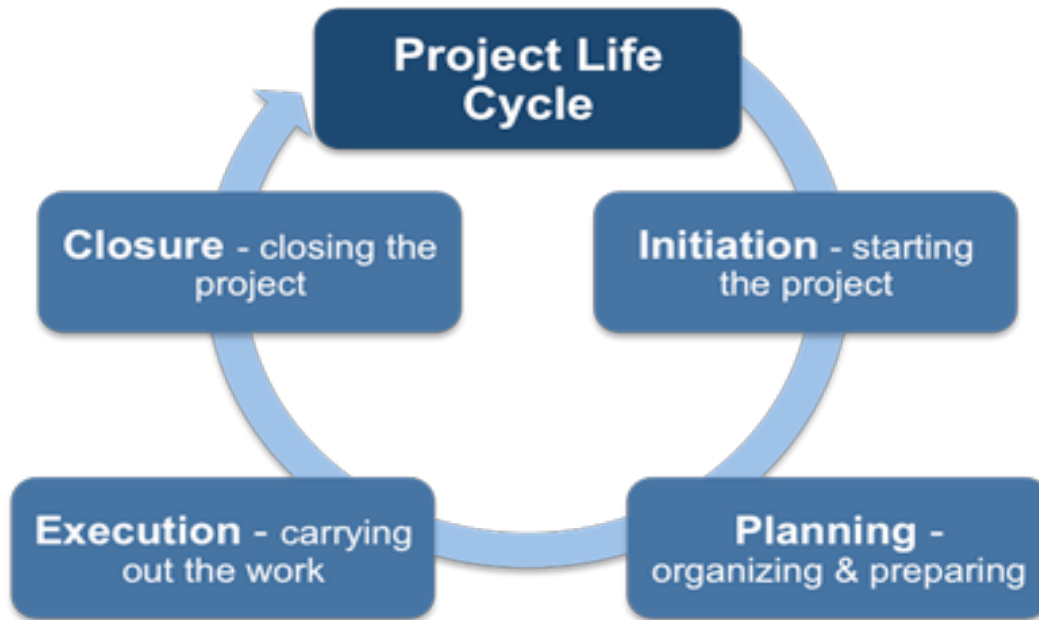 Project Life
Cycle
Initiation - starting
the project
Planning -
organizing & preparing
Execution - carrying
out the work
Closure - closing the
project